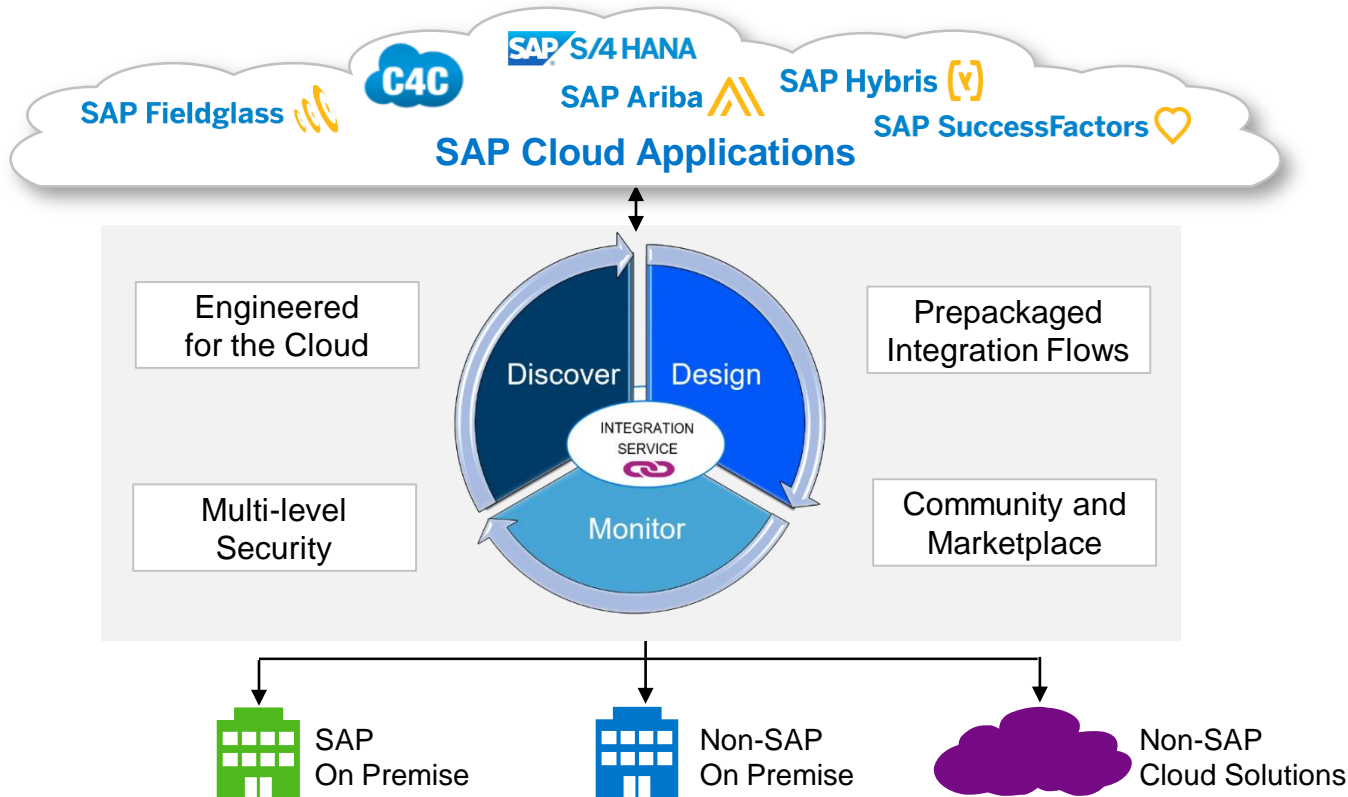 SAP S/4 HANA
C4C
SAP Ariba
SAP Hybris
SAP Fieldglass
SAP SuccessFactors
SAP Cloud Applications
Engineered
for the Cloud
Prepackaged
Integration Flows
Discover
Design
INTEGRATION
SERVICE
Multi-level
Security
Monitor
Community and
Marketplace
SAP
On Premise
Non-SAP
On Premise
Non-SAP
Cloud Solutions